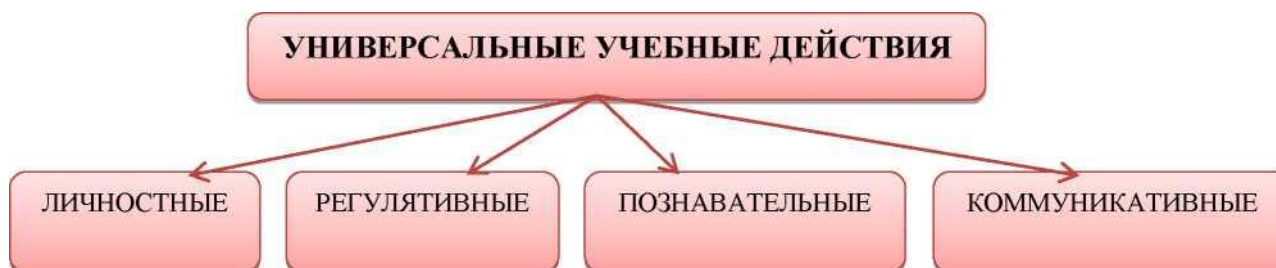 УНИВЕРСАЛЬНЫЕ УЧЕБНЫЕ ДЕЙСТВИЯ
ЛИЧНОСТНЫЕ
РЕГУЛЯТИВНЫЕ
ПОЗНАВАТЕЛЬНЫЕ
КОММУНИКАТИВНЫЕ